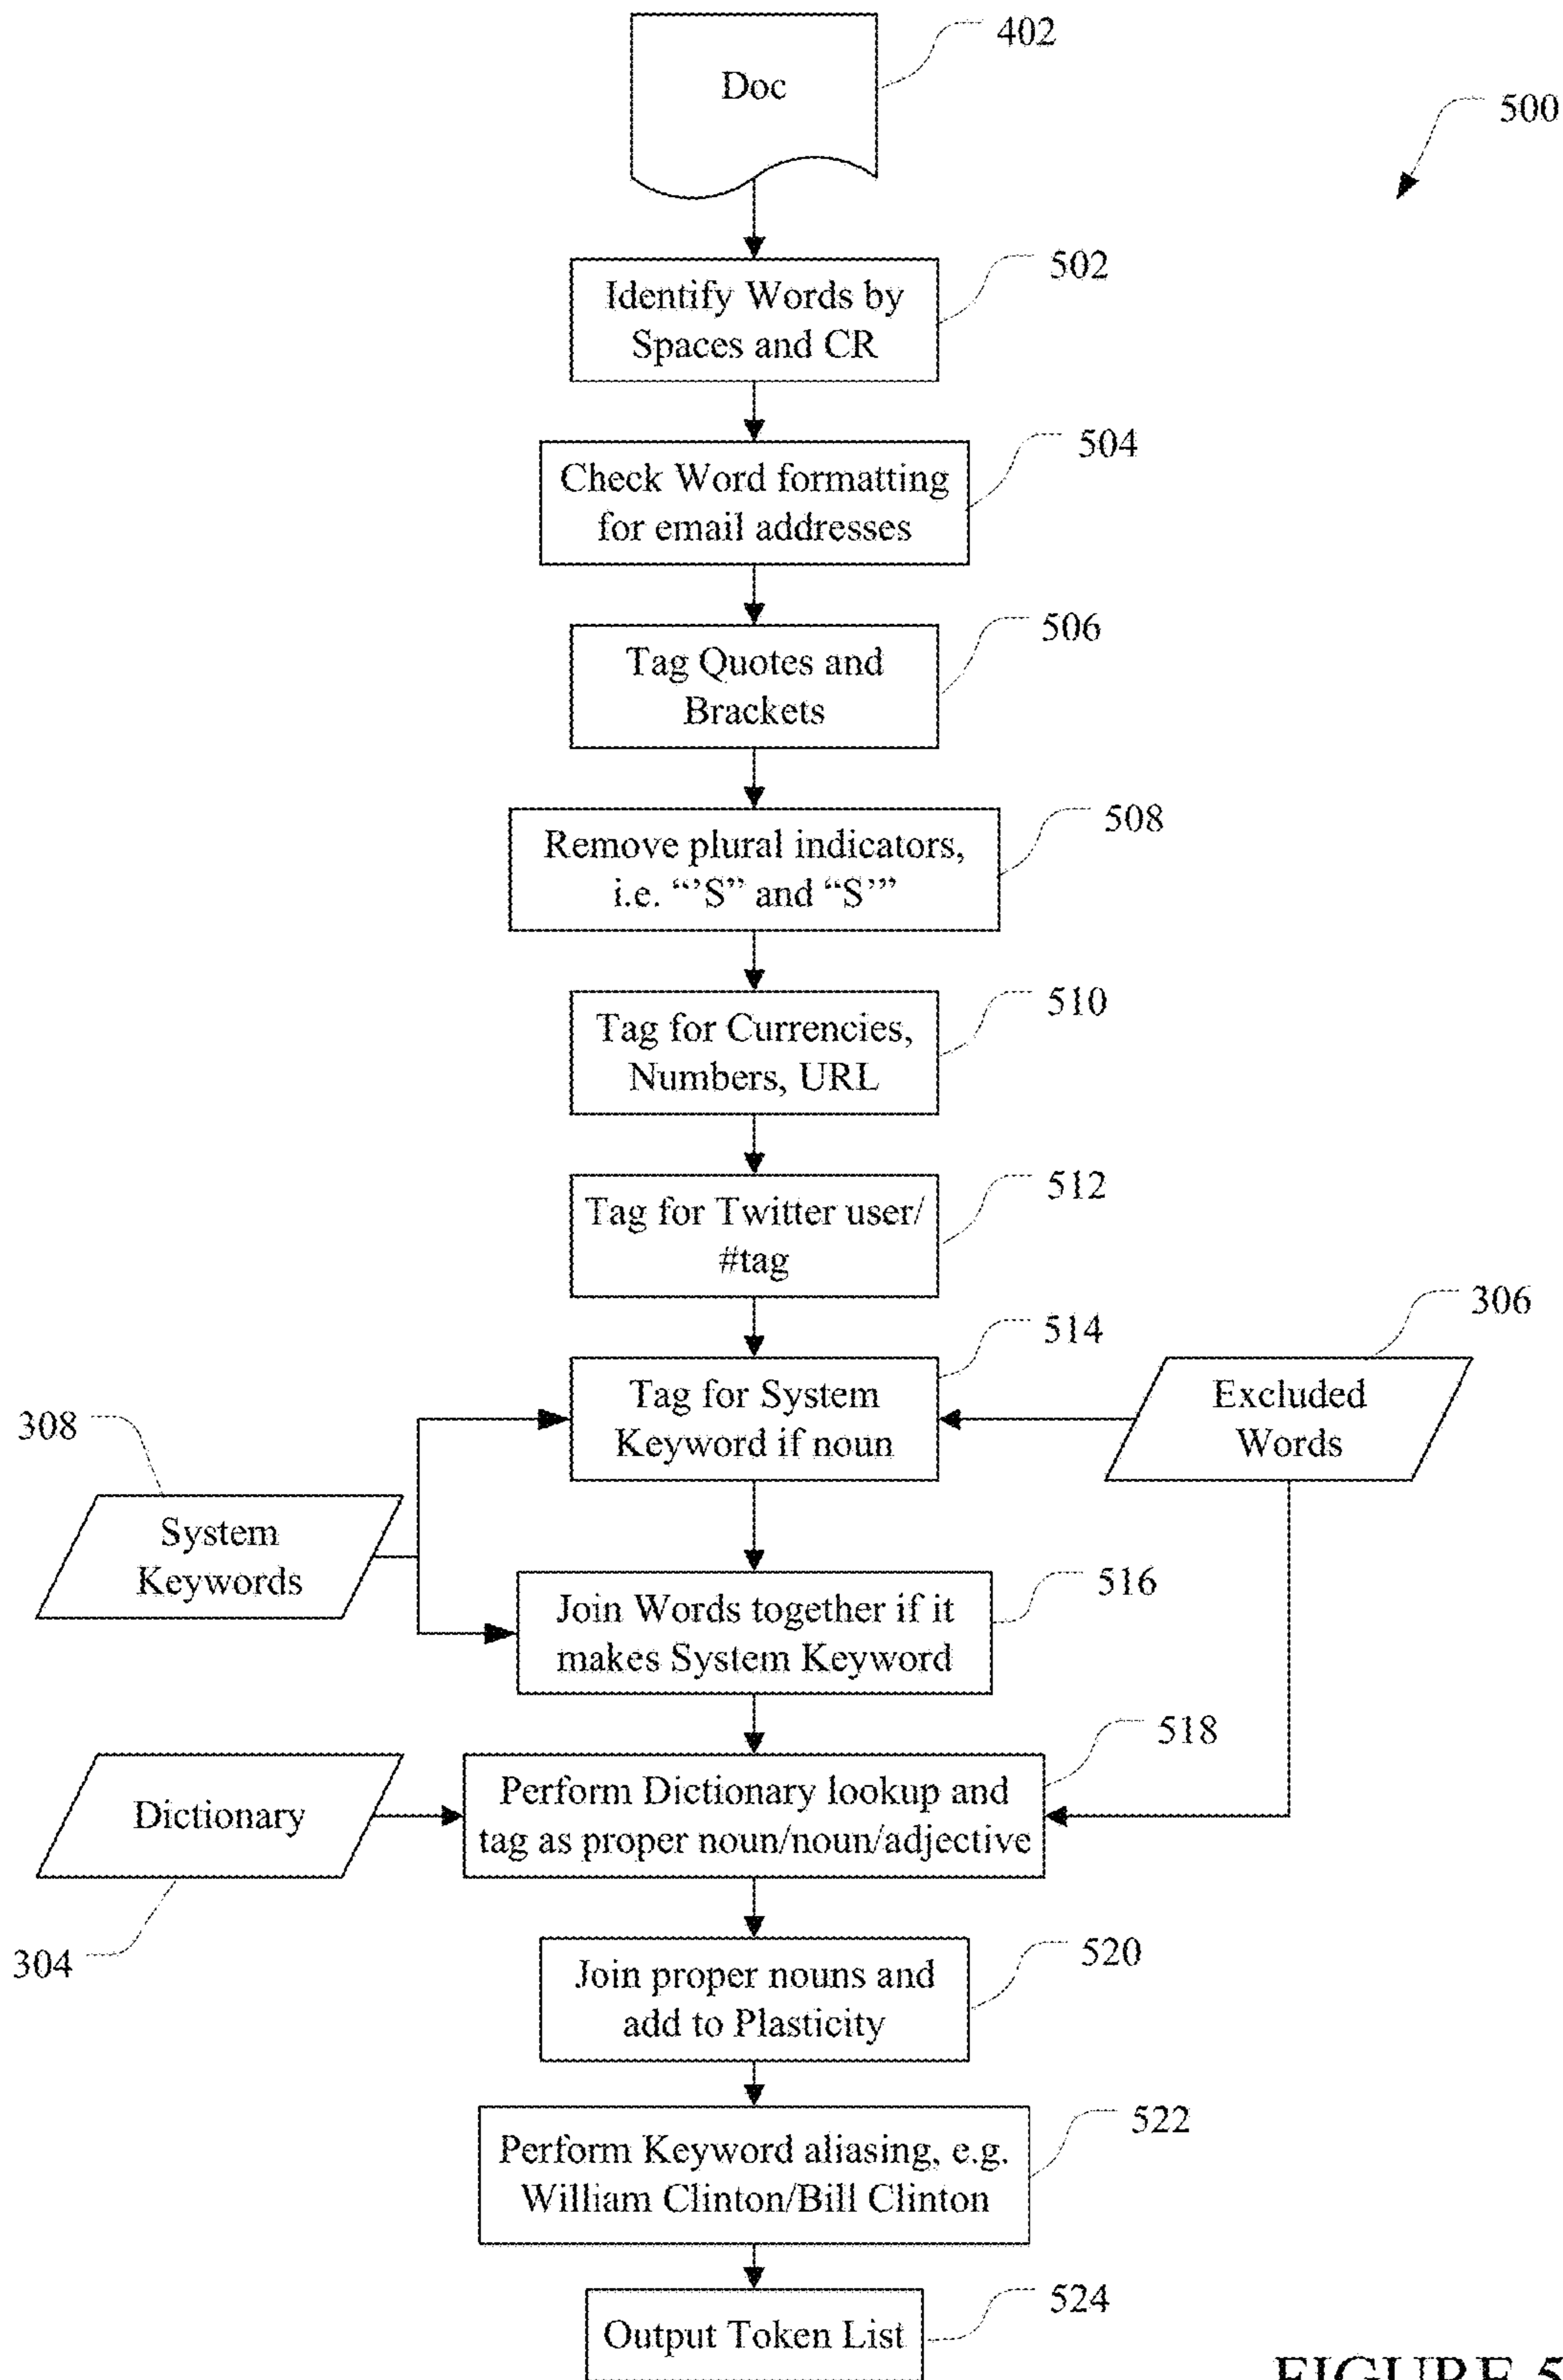 Doc
402
500
Identify Words by
Spaces and CR
502
Check Word formatting
for email addresses
504
Tag Quotes and
Brackets
506
Remove plural indicators,
i.e. “’S” and “S’”
508
Tag for Currencies,
Numbers, URL
510
Tag for Twitter user/
#tag
512
Tag for System
Keyword if noun
514
Excluded
Words
306
308
System
Keywords
Join Words together if it
makes System Keyword
516
Dictionary
304
Perform Dictionary lookup and
tag as proper noun/noun/adjective
518
Join proper nouns and
add to Plasticity
520
Perform Keyword aliasing, e.g.
William Clinton/Bill Clinton
522
Output Token List
524
FIGURE 5